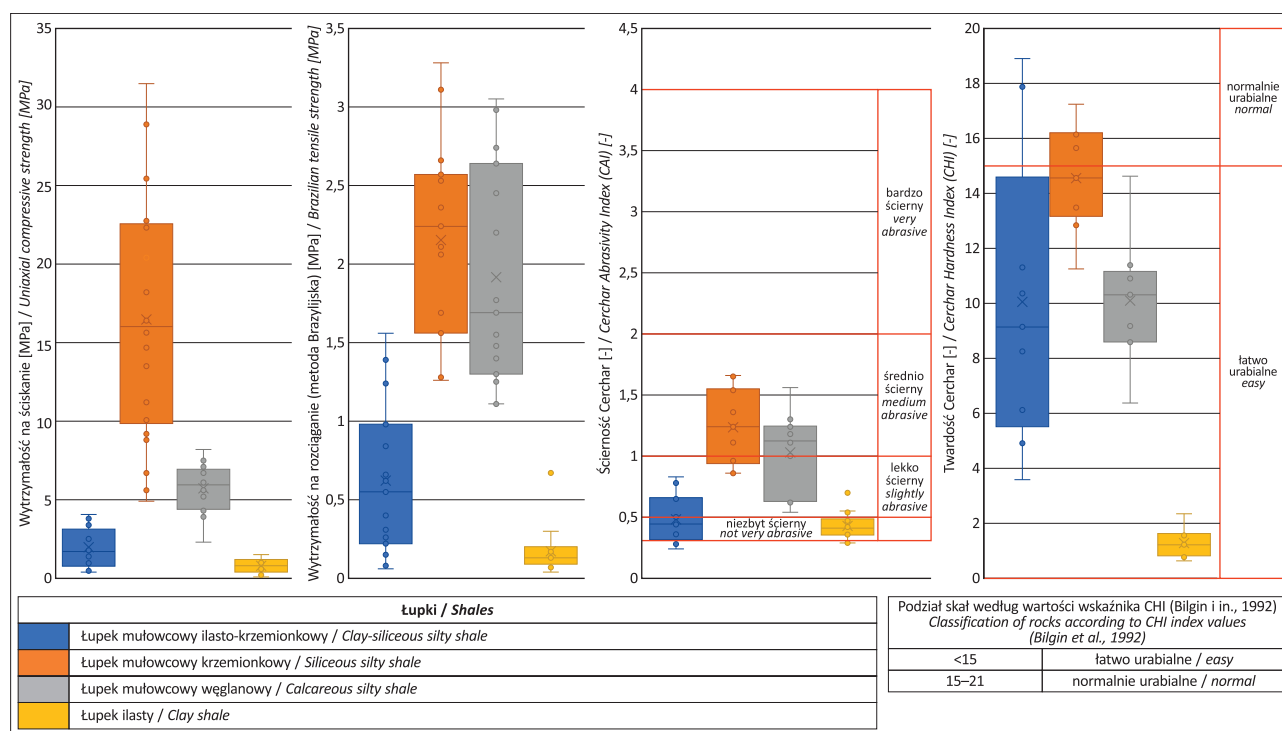 Wytrzymałość na ściskanie [MPa] / Uniaxial compressive strength [MPa]
35
30
25
20
15
10
5
0
Wytrzymałość na rozciąganie (metoda Brazylijska) [MPa] / Brazilian tensile strength [MPa]
3,5
3
2,5
2
1,5
1
0,5
0
Ścierność Cerchar [-] / Cerchar Abrasivity Index (CAI) [-]
4,5
4
3,5
3
2,5
2
1,5
1
0,5
0
bardzo
ścierny
very
abrasive
średnio
ścierny
medium
abrasive
lekko
ścierny
slightly
abrasive
niezbyt ścierny
not very abrasive
Twardość Cerchar [-] / Cerchar Hardness Index (CHI) [-]
20
18
16
14
12
10
8
6
4
2
0
normalnie
urabialne
normal
łatwo
urabialne
easy
Łupki / Shales
Łupek mułowcowy ilasto-krzemionkowy / Clay-siliceous silty shale
Łupek mułowcowy krzemionkowy / Siliceous silty shale
Łupek mułowcowy węglanowy / Calcareous silty shale
Łupek ilasty / Clay shale
Podział skał według wartości wskaźnika CHI (Bilgin i in., 1992)
Classification of rocks according to CHI index values
(Bilgin et al., 1992)
<15 łatwo urabialne / easy
15–21 normalnie urabialne / normal